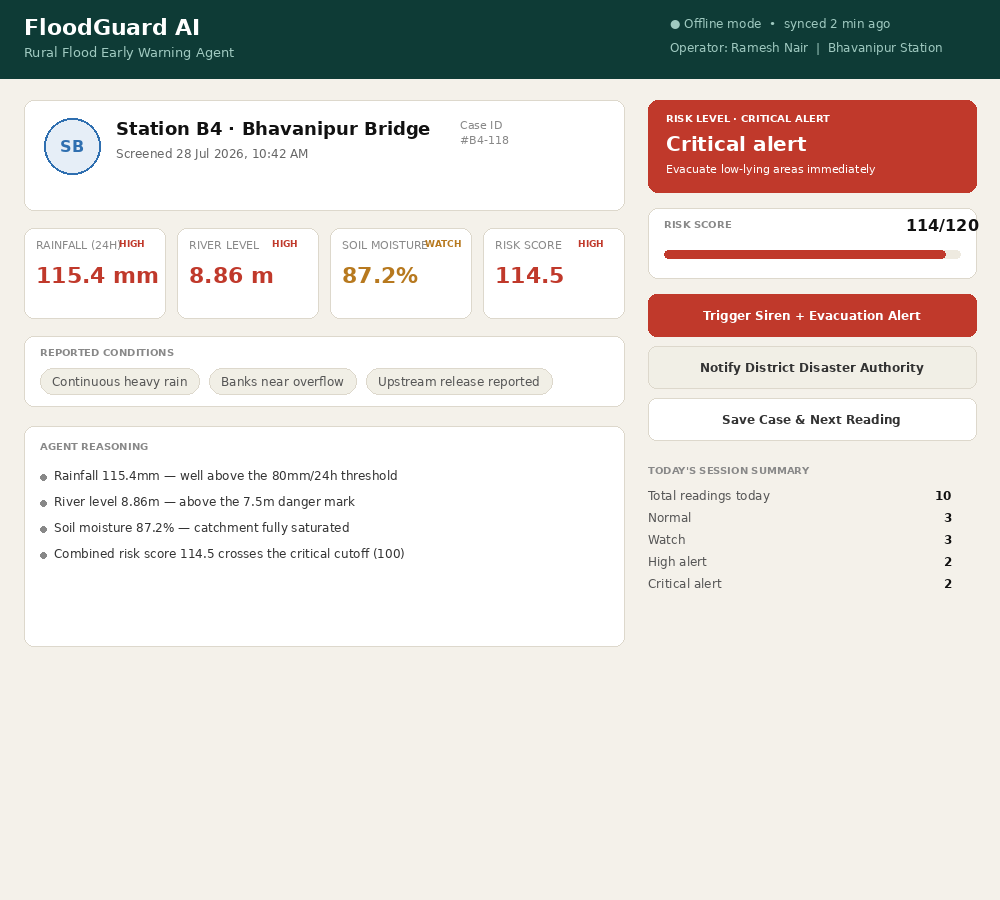 FloodGuard AI
Rural Flood Early Warning Agent
● Offline mode • synced 2 min ago
Operator: Ramesh Nair | Bhavanipur Station
SB
Station B4 · Bhavanipur Bridge
Screened 28 Jul 2026, 10:42 AM
Case ID
#B4-118
RAINFALL (24H) HIGH
115.4 mm
RIVER LEVEL HIGH
8.86 m
SOIL MOISTURE WATCH
87.2%
RISK SCORE HIGH
114.5
REPORTED CONDITIONS
Continuous heavy rain
Banks near overflow
Upstream release reported
AGENT REASONING
● Rainfall 115.4mm — well above the 80mm/24h threshold
● River level 8.86m — above the 7.5m danger mark
● Soil moisture 87.2% — catchment fully saturated
● Combined risk score 114.5 crosses the critical cutoff (100)
RISK LEVEL · CRITICAL ALERT
Critical alert
Evacuate low-lying areas immediately
RISK SCORE 114/120
Trigger Siren + Evacuation Alert
Notify District Disaster Authority
Save Case & Next Reading
TODAY'S SESSION SUMMARY
Total readings today 10
Normal 3
Watch 3
High alert 2
Critical alert 2